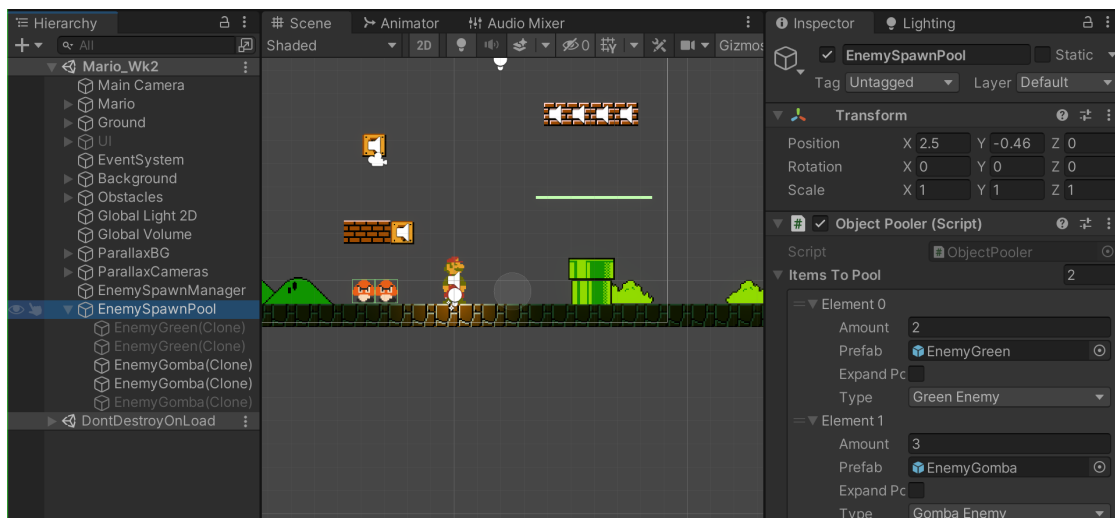 Hierarchy
All
Mario_Wk2
Main Camera
Mario
Ground
UI
EventSystem
Background
Obstacles
Global Light 2D
Global Volume
ParallaxBG
ParallaxCameras
EnemySpawnManager
EnemySpawnPool
EnemyGreen(Clone)
EnemyGreen(Clone)
EnemyGomba(Clone)
EnemyGomba(Clone)
EnemyGomba(Clone)
DontDestroyOnLoad
Scene Animator Audio Mixer
Shaded 2D 0 Gizmos
Inspector Lighting
EnemySpawnPool Static
Tag Untagged Layer Default
Transform
Position X 2.5 Y -0.46 Z 0
Rotation X 0 Y 0 Z 0
Scale X 1 Y 1 Z 1
# Object Pooler (Script)
Script # ObjectPooler
Items To Pool 2
Element 0
Amount 2
Prefab EnemyGreen
Expand Pc
Type Green Enemy
Element 1
Amount 3
Prefab EnemyGomba
Expand Pc
Type Gomba Enemy